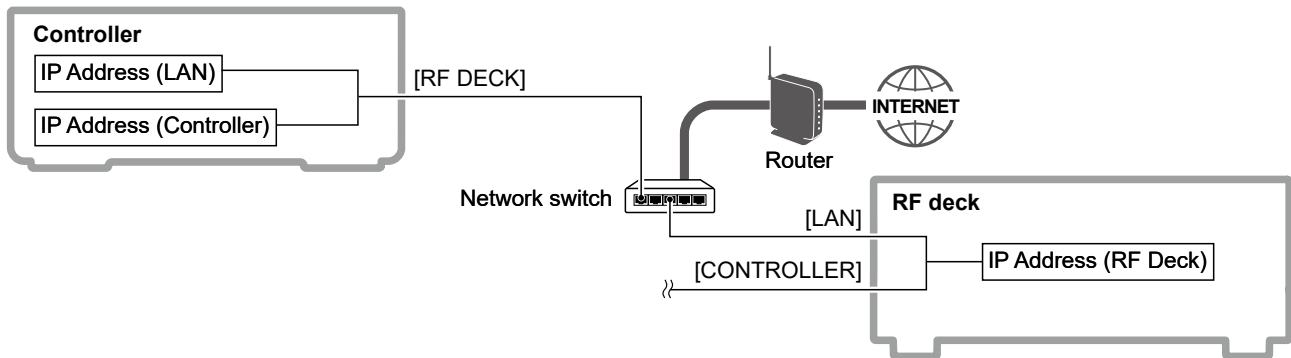 Controller
IP Address (LAN)
IP Address (Controller)
[RF DECK]
INTERNET
Router
Network switch
[LAN]
[CONTROLLER]
RF deck
IP Address (RF Deck)